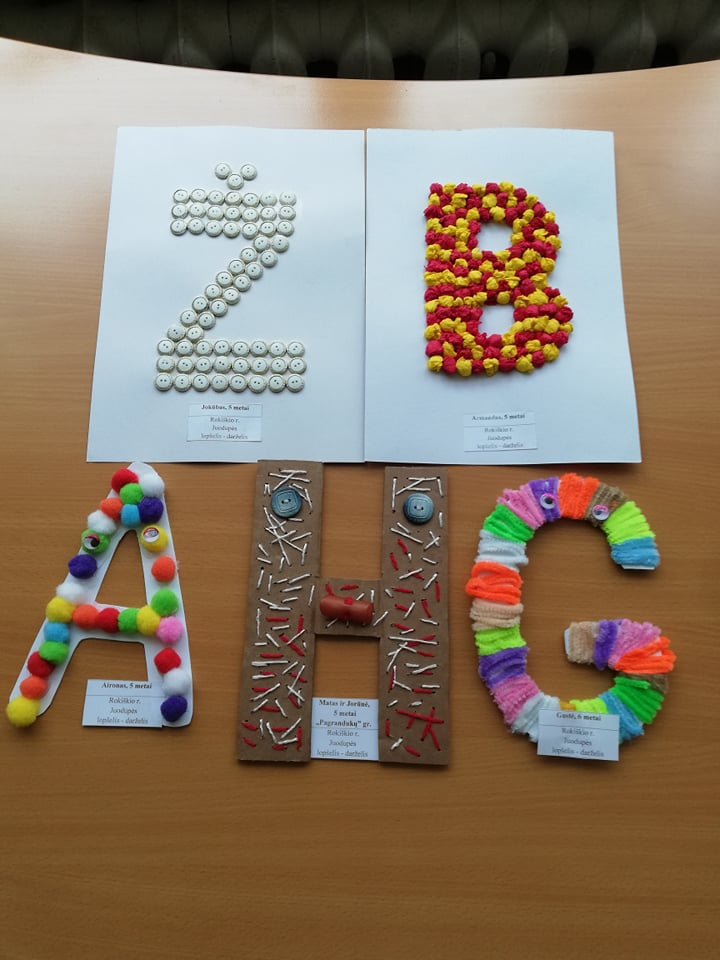 Ž
B
Jokūbas, 5 metai
Rokiškio r.
Juodupės
lopšelis - darželis
Armandas, 5 metai
Rokiškio r.
Juodupės
lopšelis - darželis
A
H
G
Aironas, 5 metai
Rokiškio r.
Juodupės
lopšelis - darželis
Matas ir Jorūnė,
5 metai
„Pagrandukų" gr.
Rokiškio r.
Juodupės
lopšelis - darželis
Gustė, 6 metai
Rokiškio r.
Juodupės
lopšelis - darželis